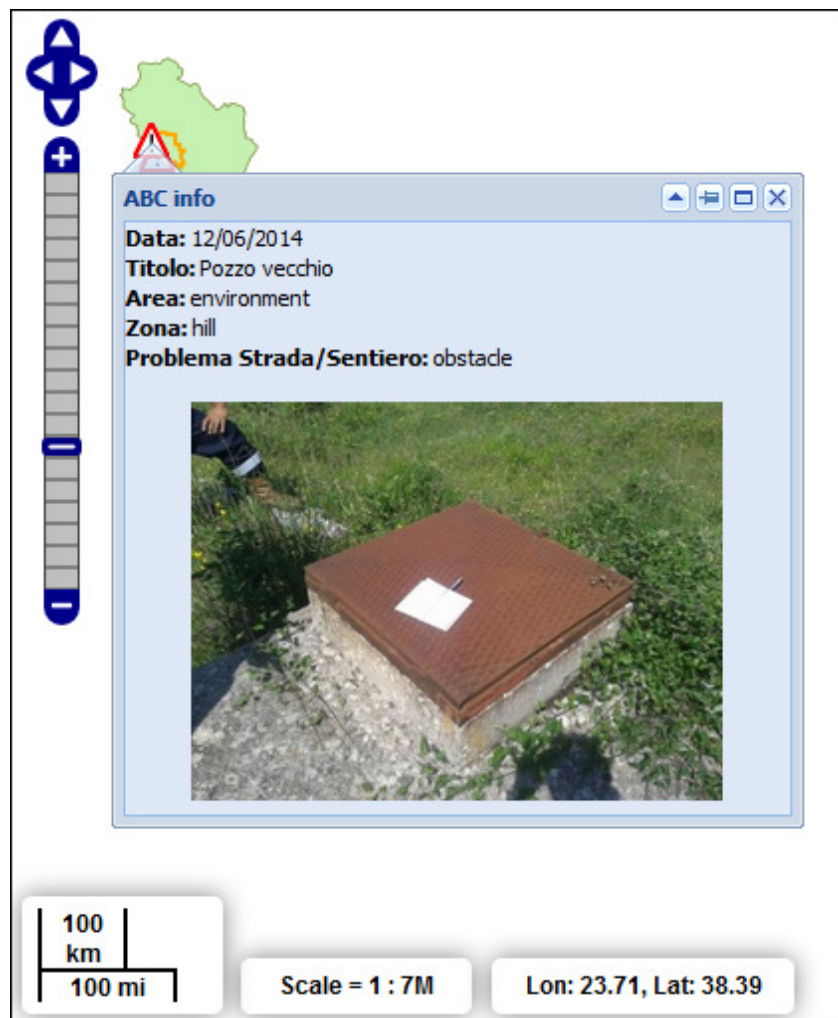 ABC info
Data: 12/06/2014
Titolo: Pozzo vecchio
Area: environment
Zona: hill
Problema Strada/Sentiero: obstacle
100
km
100 mi
Scale = 1 : 7M
Lon: 23.71, Lat: 38.39